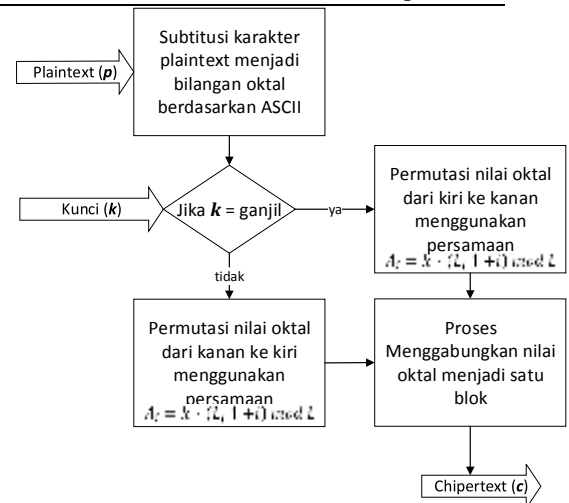 Subtitusi karakter
plaintext menjadi
bilangan oktal
berdasarkan ASCII
Plaintext (p)
Kunci (k)
Jika k = ganjil
ya
tidak
Permutasi nilai oktal
dari kiri ke kanan
menggunakan
persamaan
Permutasi nilai oktal
dari kanan ke kiri
menggunakan
persamaan
Proses
Menggabungkan nilai
oktal menjadi satu
blok
Chipertext (c)